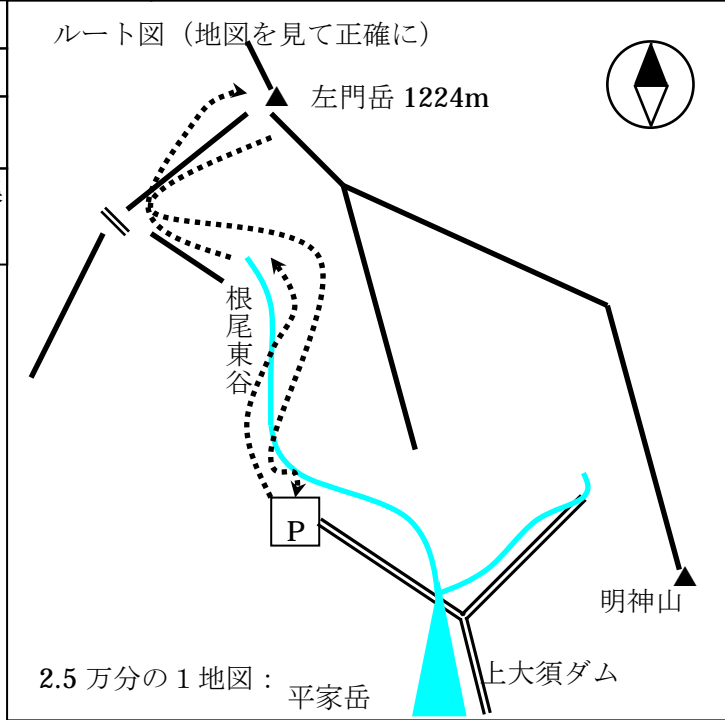 ルート図（地図を見て正確に）
左門岳 1224m
根尾東谷
P
明神山
上大須ダム
2.5 万分の 1 地図：
平家岳